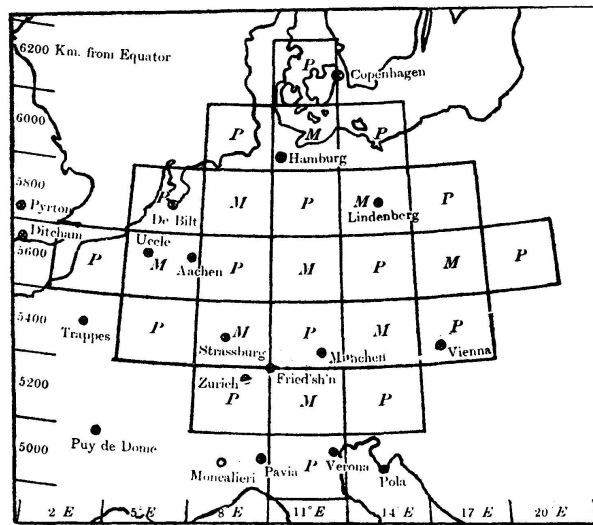 6200 Km. from Equator
P
Copenhagen
6000
P M P
Hamburg
5800
P M P M P
Pyrton
De Bilt
Lindenberg
Ditcham
Uccle
5600
P M P M P M P
Aachen
5400
P M P M P
Trappes
Strassburg
München
Vienna
Zurich
Fried'sh'n
5200
P M P
Puy de Dome
5000
Moncalieri
Pavia
P
Verona
Pola
2 E 5°E 8 E 11°E 14 E 17 E 20 E